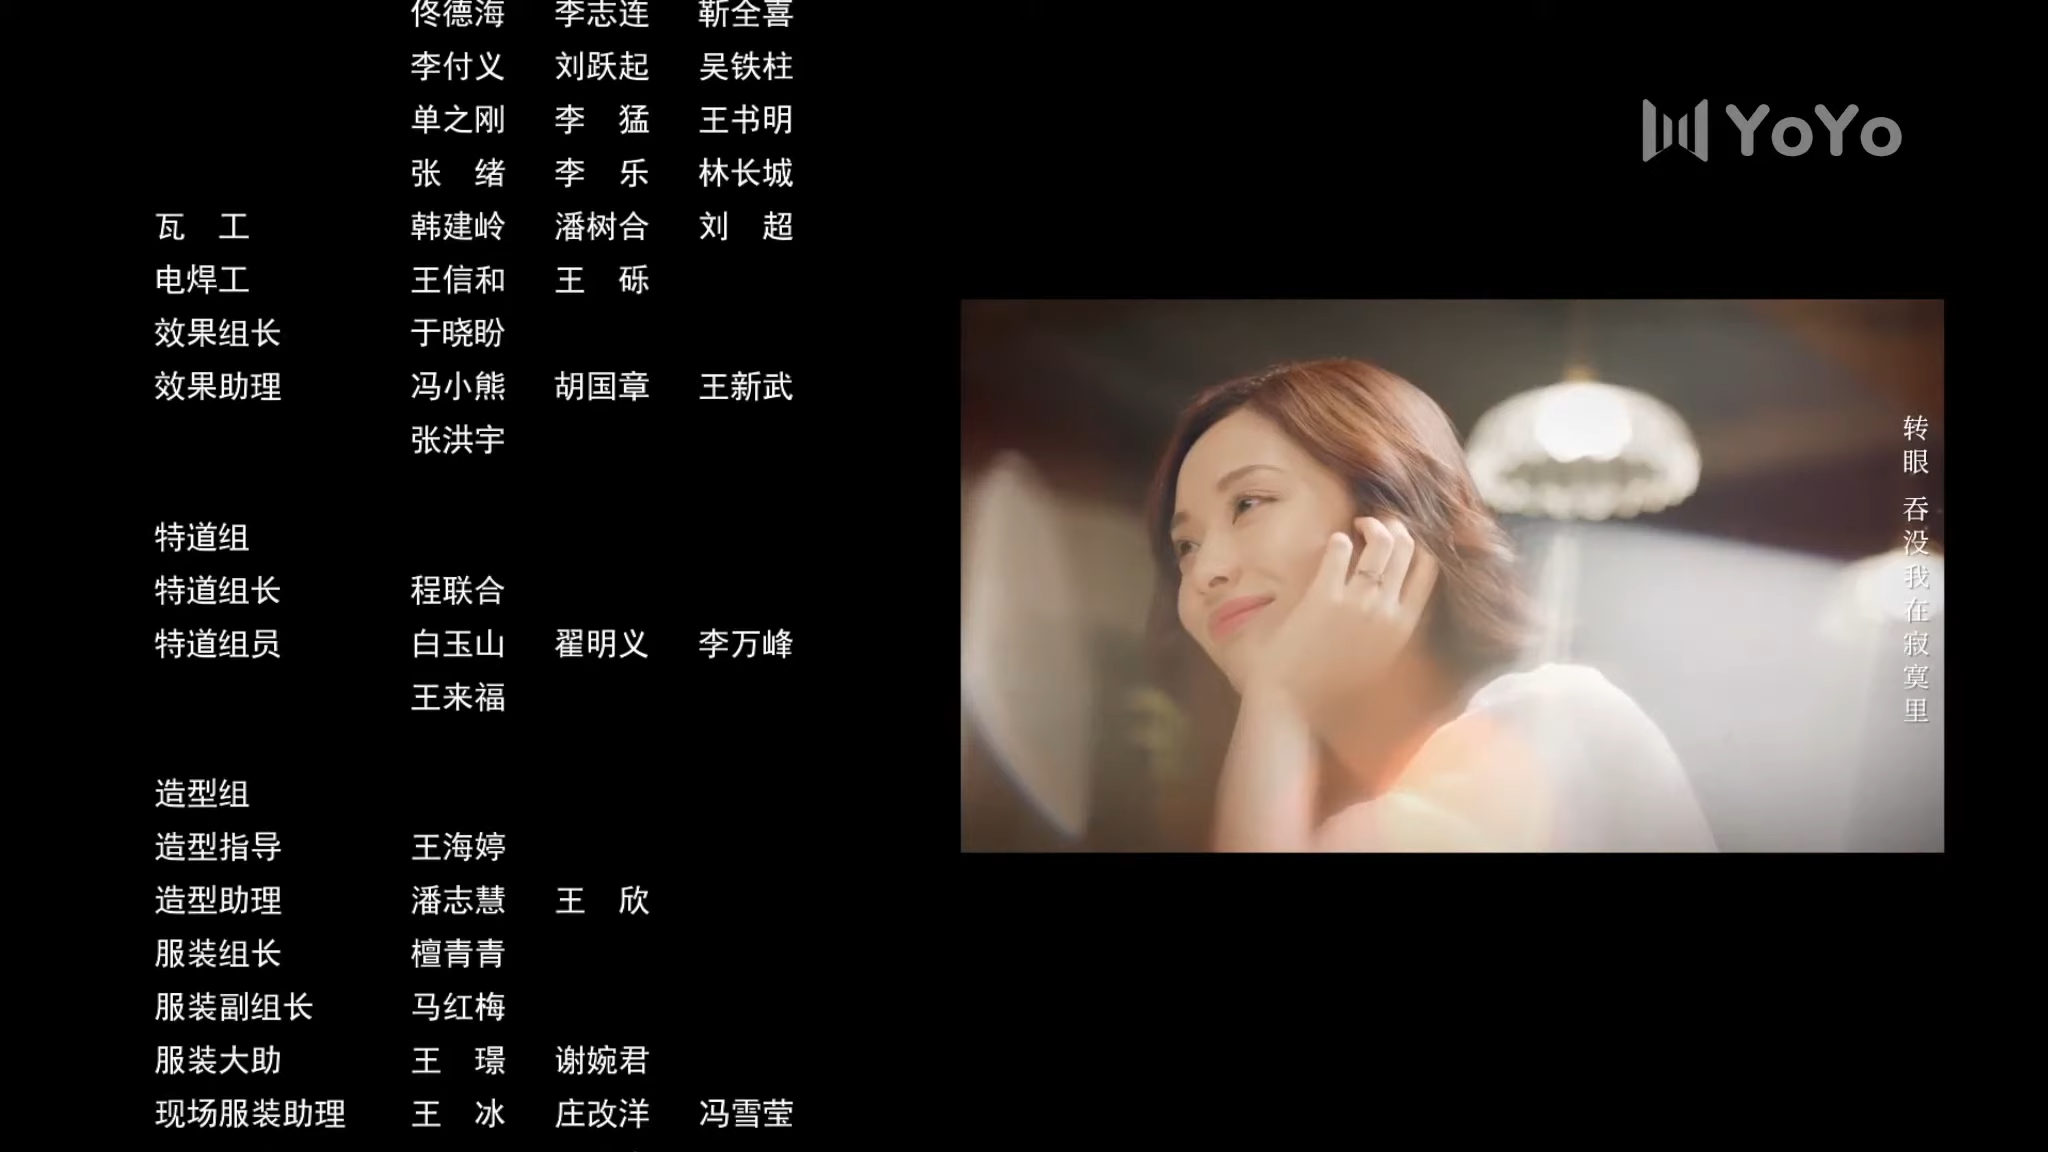 佟德海 李志连 靳全喜
李付义 刘跃起 吴铁柱
单之刚 李 猛 王书明
张 绪 李 乐 林长城
瓦 工 韩建岭 潘树合 刘 超
电焊工 王信和 王 砾
效果组长 于晓盼
效果助理 冯小熊 胡国章 王新武
张洪宇
特道组
特道组长 程联合
特道组员 白玉山 翟明义 李万峰
王来福
造型组
造型指导 王海婷
造型助理 潘志慧 王 欣
服装组长 檀青青
服装副组长 马红梅
服装大助 王 璟 谢婉君
现场服装助理 王 冰 庄改洋 冯雪莹
YoYo
转眼 吞没我在寂寞里